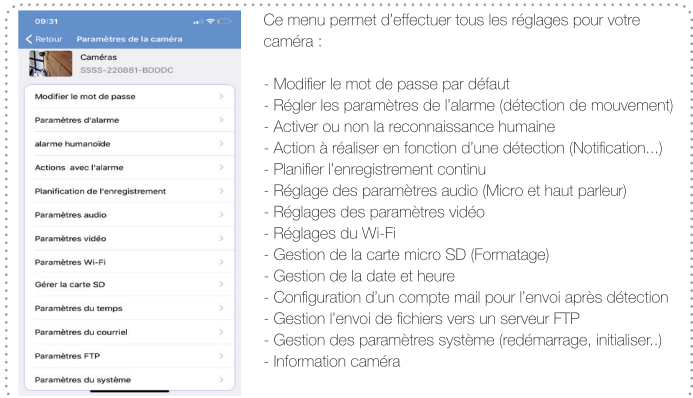 09:31
Retour Paramètres de la caméra
Caméras
SSSS-220881-BDDDC
Modifier le mot de passe
Paramètres d'alarme
alarme humanoïde
Actions avec l'alarme
Planification de l'enregistrement
Paramètres audio
Paramètres vidéo
Paramètres Wi-Fi
Gérer la carte SD
Paramètres du temps
Paramètres du courriel
Paramètres FTP
Paramètres du système
Ce menu permet d'effectuer tous les réglages pour votre
caméra :
- Modifier le mot de passe par défaut
- Régler les paramètres de l'alarme (détection de mouvement)
- Activer ou non la reconnaissance humaine
- Action à réaliser en fonction d'une détection (Notification...)
- Planifier l'enregistrement continu
- Réglage des paramètres audio (Micro et haut parleur)
- Réglages des paramètres vidéo
- Réglages du Wi-Fi
- Gestion de la carte micro SD (Formatage)
- Gestion de la date et heure
- Configuration d'un compte mail pour l'envoi après détection
- Gestion l'envoi de fichiers vers un serveur FTP
- Gestion des paramètres système (redémarrage, initialiser..)
- Information caméra